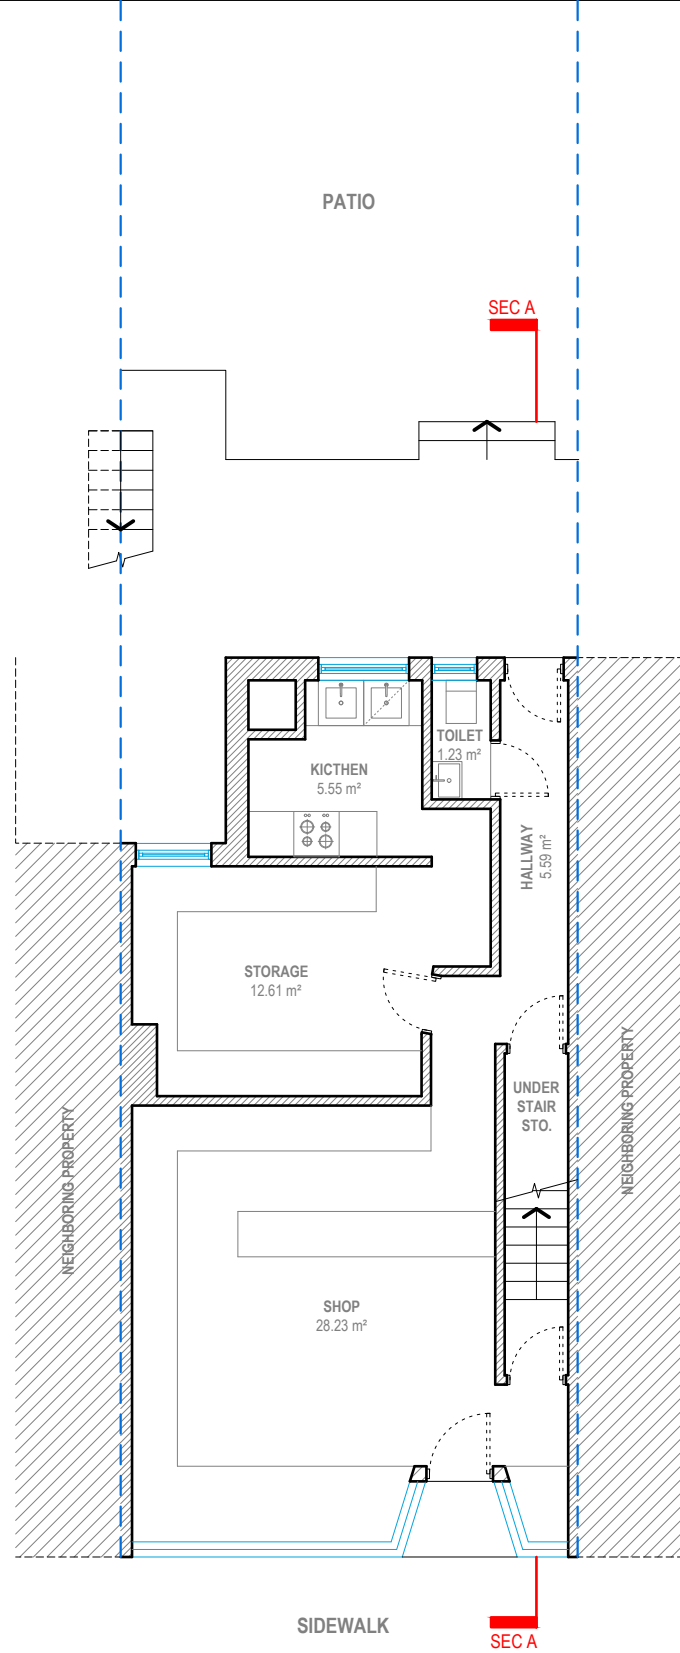 PATIO
SEC A
TOILET
1.23 m²
KICTHEN
5.55 m²
HALLWAY
5.59 m²
STORAGE
12.61 m²
UNDER
STAIR
STO.
NEIGHBORING PROPERTY
NEIGHBORING PROPERTY
SHOP
28.23 m²
SIDEWALK
SEC A